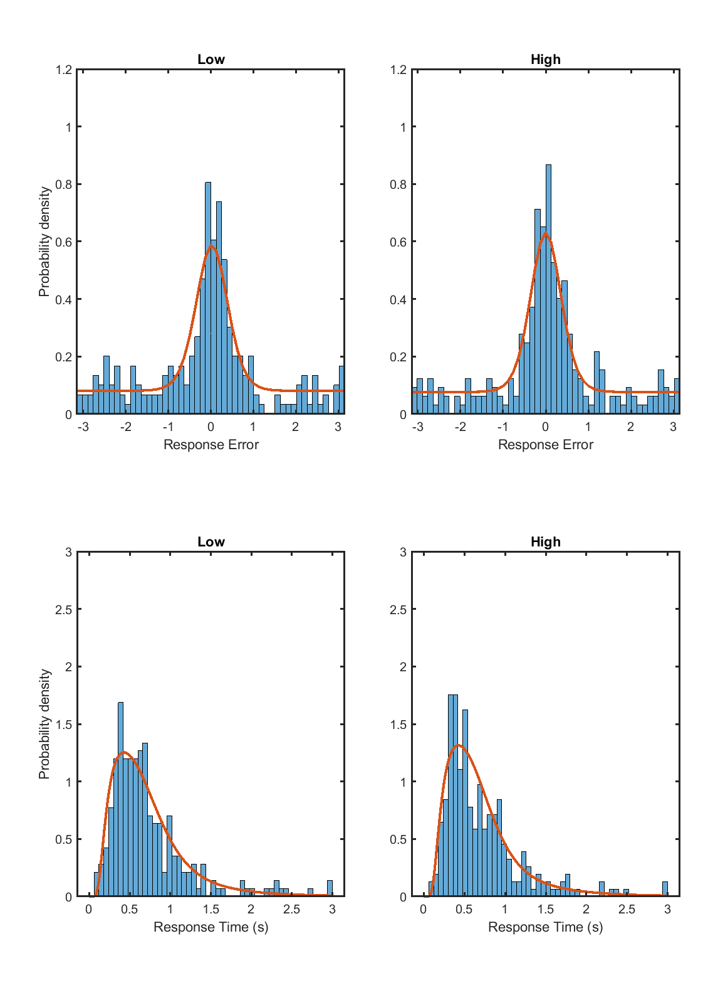 Low
High
1.2
1
0.8
0.6
0.4
0.2
0
Probability density
-3 -2 -1 0 1 2 3
Response Error
1.2
1
0.8
0.6
0.4
0.2
0
-3 -2 -1 0 1 2 3
Response Error
Low
High
3
2.5
2
1.5
1
0.5
0
Probability density
0 0.5 1 1.5 2 2.5 3
Response Time (s)
3
2.5
2
1.5
1
0.5
0
0 0.5 1 1.5 2 2.5 3
Response Time (s)